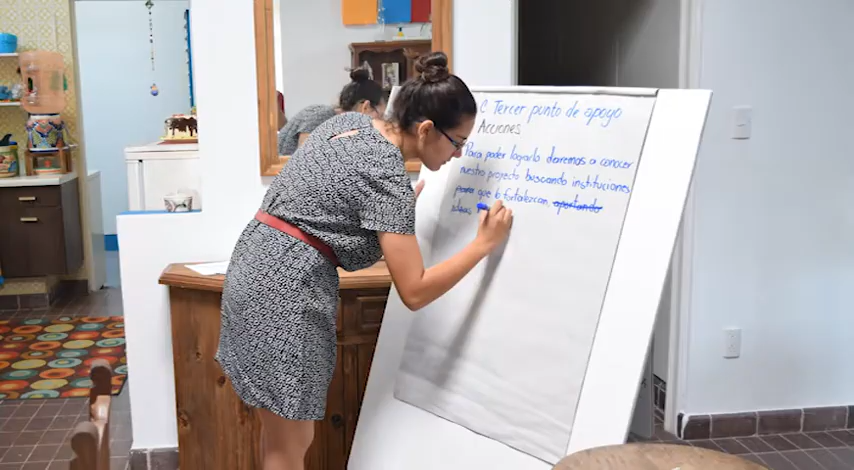 C Tercer punto de apoyo
Acciones
Para poder lograrlo daremos a conocer
nuestro proyecto buscando instituciones
para que lo fortalezcan, aportando
ideas